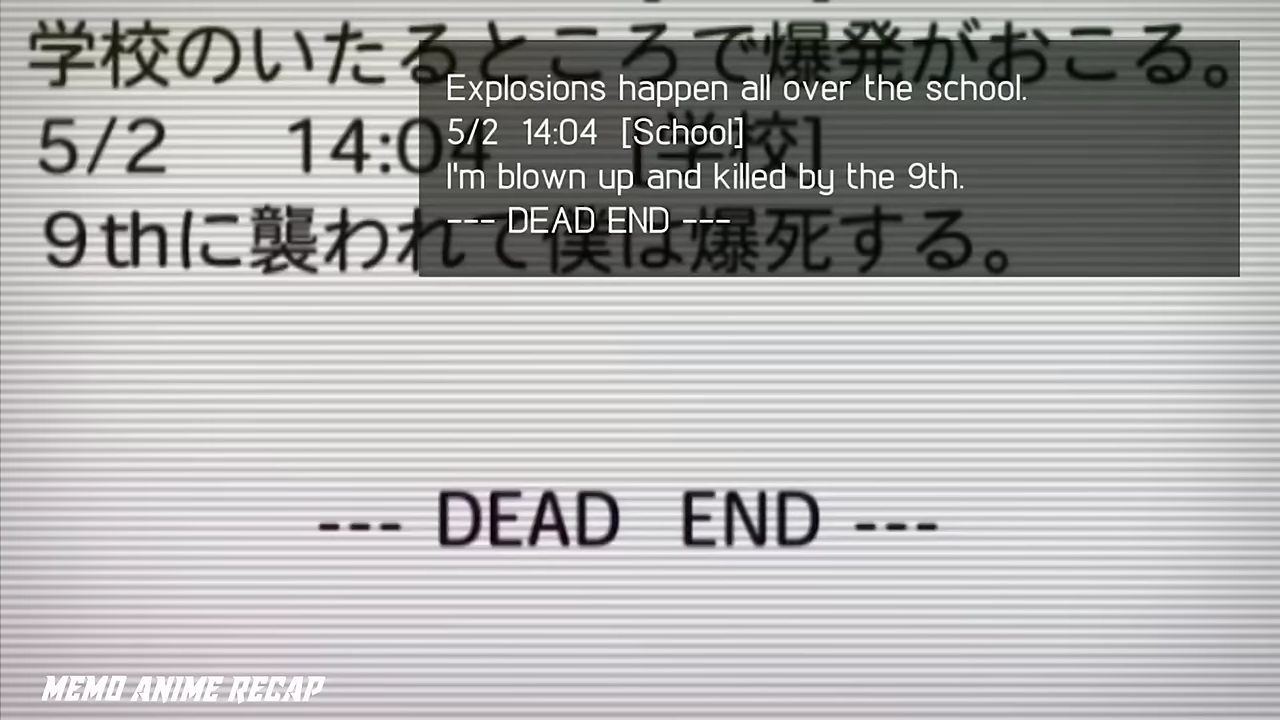 学校のいたるところで爆発がおこる。
5/2 14:04 [学校]
9thに襲われて僕は爆死する。
Explosions happen all over the school.
5/2 14:04 [School]
I'm blown up and killed by the 9th.
--- DEAD END ---
--- DEAD END ---
MEMO ANIME RECAP